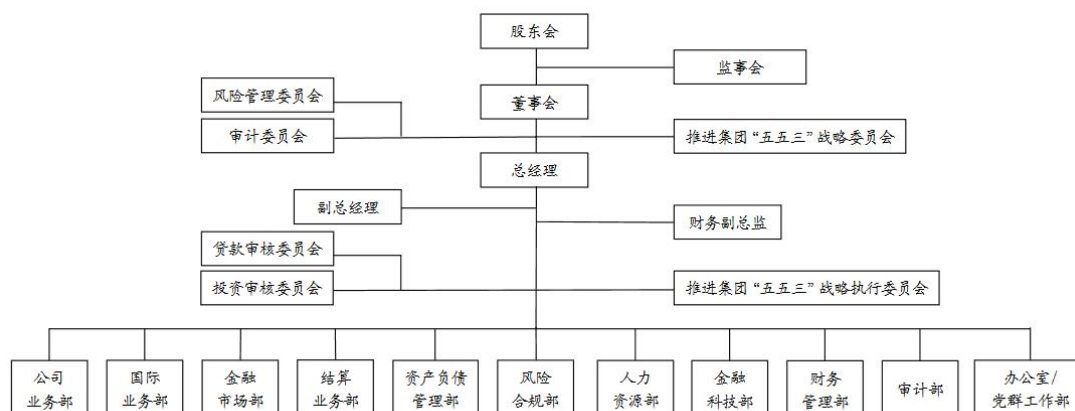 股东会
监事会
风险管理委员会
董事会
审计委员会
推进集团“五五三”战略委员会
总经理
副总经理
财务副总监
贷款审核委员会
投资审核委员会
推进集团“五五三”战略执行委员会
公司
业务部
国际
业务部
金融
市场部
结算
业务部
资产负债
管理部
风险
合规部
人力
资源部
金融
科技部
财务
管理部
审计部
办公室/
党群工作部